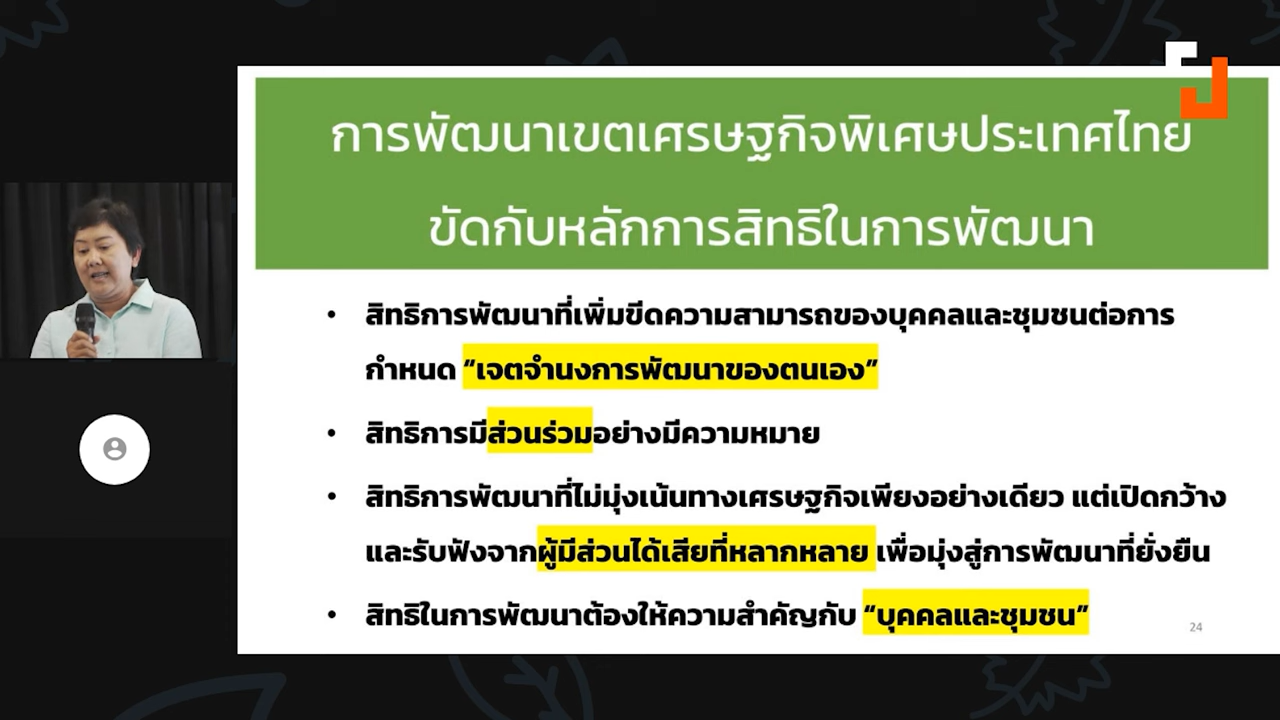 การพัฒนาเขตเศรษฐกิจพิเศษประเทศไทย
ขัดกับหลักการสิทธิในการพัฒนา
• สิทธิการพัฒนาที่เพิ่มขีดความสามารถของบุคคลและชุมชนต่อการ
กำหนด “เจตจำนงการพัฒนาของตนเอง”
• สิทธิการมีส่วนร่วมอย่างมีความหมาย
• สิทธิการพัฒนาที่ไม่มุ่งเน้นทางเศรษฐกิจเพียงอย่างเดียว แต่เปิดกว้าง
และรับฟังจากผู้มีส่วนได้เสียที่หลากหลาย เพื่อมุ่งสู่การพัฒนาที่ยั่งยืน
• สิทธิในการพัฒนาต้องให้ความสำคัญกับ “บุคคลและชุมชน”
24